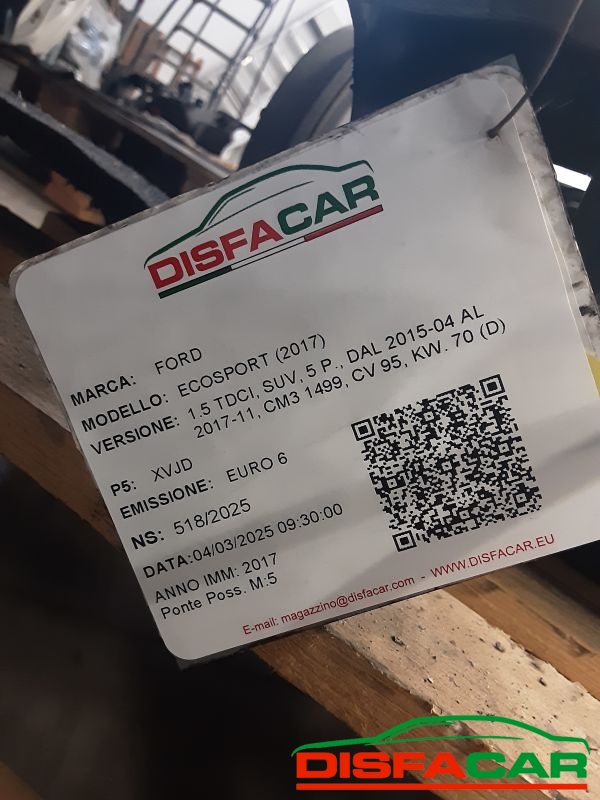 DISFACAR
MARCA: FORD
MODELLO: ECOSPORT (2017)
VERSIONE: 1.5 TDCI, SUV, 5 P., DAL 2015-04 AL
2017-11, CM3 1499, CV 95, KW. 70 (D)
P5: XVJD
EMISSIONE: EURO 6
NS: 518/2025
DATA:04/03/2025 09:30:00
ANNO IMM: 2017
Ponte Poss. M:5
E-mail: magazzino@disfacar.com - WWW.DISFACAR.EU
DISFACAR